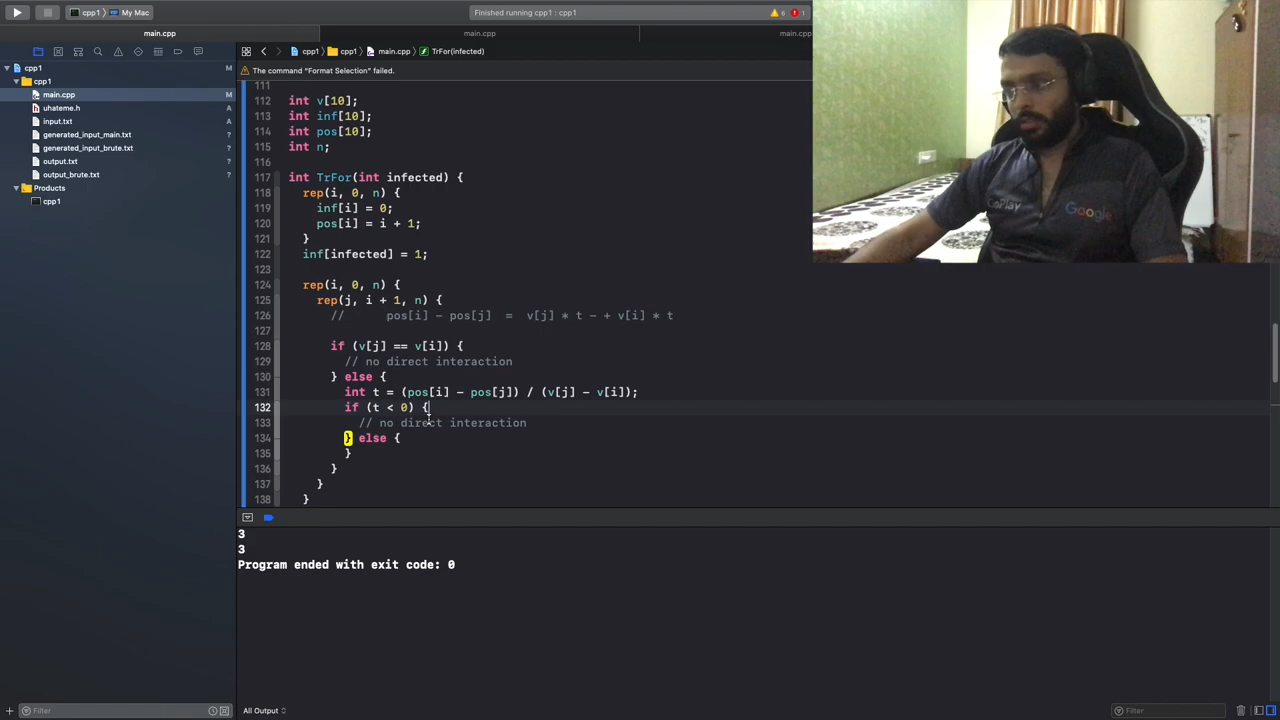 cpp1 〉 My Mac
Finished running cpp1 : cpp1
6
1
main.cpp
main.cpp
main.cpp
cpp1 〉 cpp1 〉 main.cpp 〉 TrFor(infected)
The command "Format Selection" failed.
cpp1 M
cpp1
main.cpp M
uhateme.h A
input.txt A
generated_input_main.txt ?
generated_input_brute.txt ?
output.txt ?
output_brute.txt ?
Products
cpp1
111
112 int v[10];
113 int inf[10];
114 int pos[10];
115 int n;
116
117 int TrFor(int infected) {
118 rep(i, 0, n) {
119 inf[i] = 0;
120 pos[i] = i + 1;
121 }
122 inf[infected] = 1;
123
124 rep(i, 0, n) {
125 rep(j, i + 1, n) {
126 // pos[i] - pos[j] = v[j] * t - + v[i] * t
127
128 if (v[j] == v[i]) {
129 // no direct interaction
130 } else {
131 int t = (pos[i] - pos[j]) / (v[j] - v[i]);
132 if (t < 0) {
133 // no direct interaction
134 } else {
135 }
136 }
137 }
138 }
3
3
Program ended with exit code: 0
Filter
All Output
Filter
GoPlay
Google